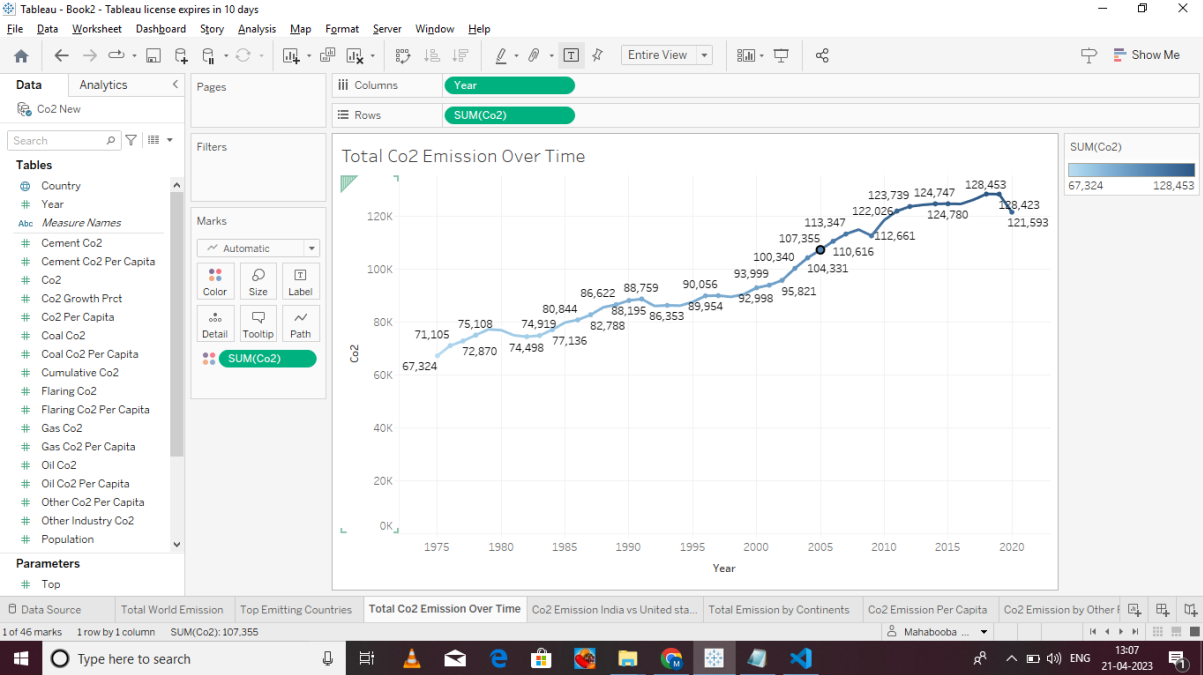 Tableau - Book2 - Tableau license expires in 10 days
File Data Worksheet Dashboard Story Analysis Map Format Server Window Help
Entire View
Show Me
Data Analytics
Co2 New
Search
Tables
Country
Year
Abc Measure Names
Cement Co2
Cement Co2 Per Capita
Co2
Co2 Growth Prct
Co2 Per Capita
Coal Co2
Coal Co2 Per Capita
Cumulative Co2
Flaring Co2
Flaring Co2 Per Capita
Gas Co2
Gas Co2 Per Capita
Oil Co2
Oil Co2 Per Capita
Other Co2 Per Capita
Other Industry Co2
Population
Parameters
Top
Pages
Filters
Marks
Automatic
Color Size Label
Detail Tooltip Path
SUM(Co2)
Columns Year
Rows SUM(Co2)
Total Co2 Emission Over Time
120K
100K
80K
60K
40K
20K
0K
Co2
67,324
71,105
72,870
75,108
74,498
74,919
77,136
80,844
82,788
86,622
88,195
88,759
86,353
89,954
90,056
92,998
93,999
95,821
100,340
104,331
107,355
110,616
113,347
112,661
122,026
123,739
124,747
124,780
128,453
128,423
121,593
1975 1980 1985 1990 1995 2000 2005 2010 2015 2020
Year
SUM(Co2)
67,324 128,453
Data Source Total World Emission Top Emitting Countries Total Co2 Emission Over Time Co2 Emission India vs United sta... Total Emission by Continents Co2 Emission Per Capita Co2 Emission by Other
1 of 46 marks 1 row by 1 column SUM(Co2): 107,355
Mahabooba ...
Type here to search
ENG
13:07
21-04-2023
1